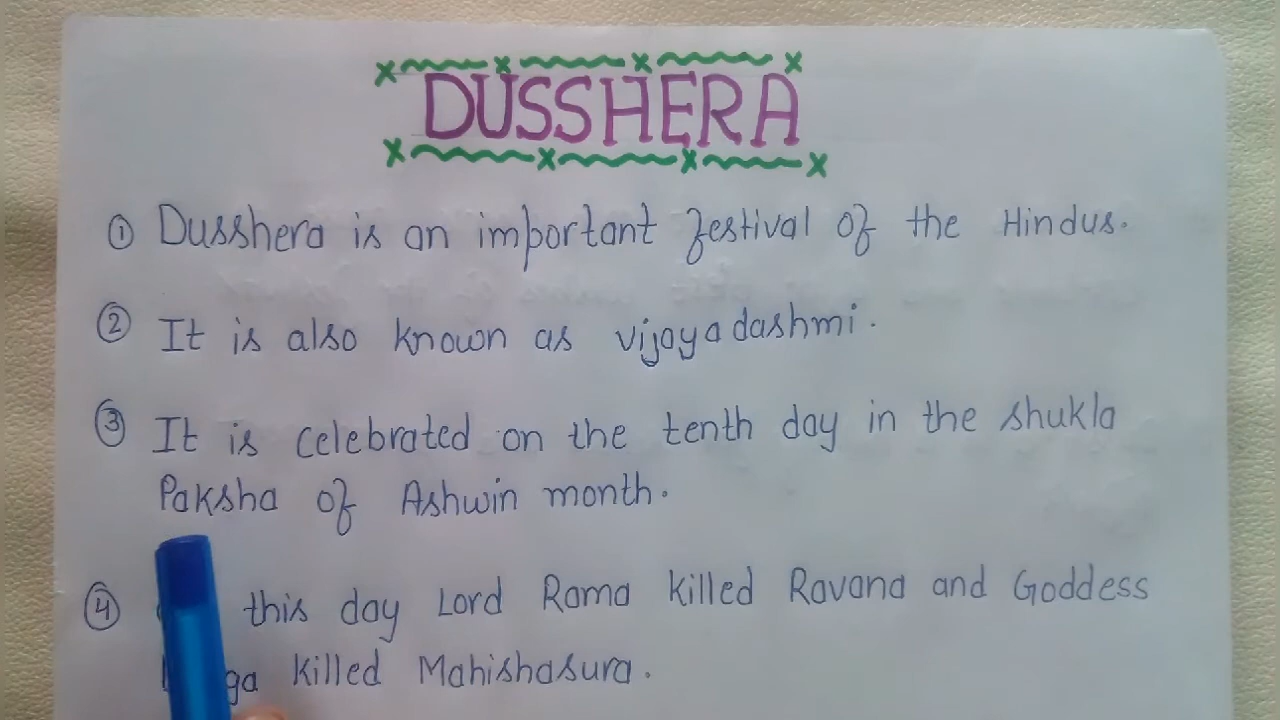 DUSSHERA
① Dusshera is an important festival of the Hindus.
② It is also known as vijayadashmi.
③ It is celebrated on the tenth day in the shukla
Paksha of Ashwin month.
④ this day Lord Rama killed Ravana and Goddess
killed Mahishasura.